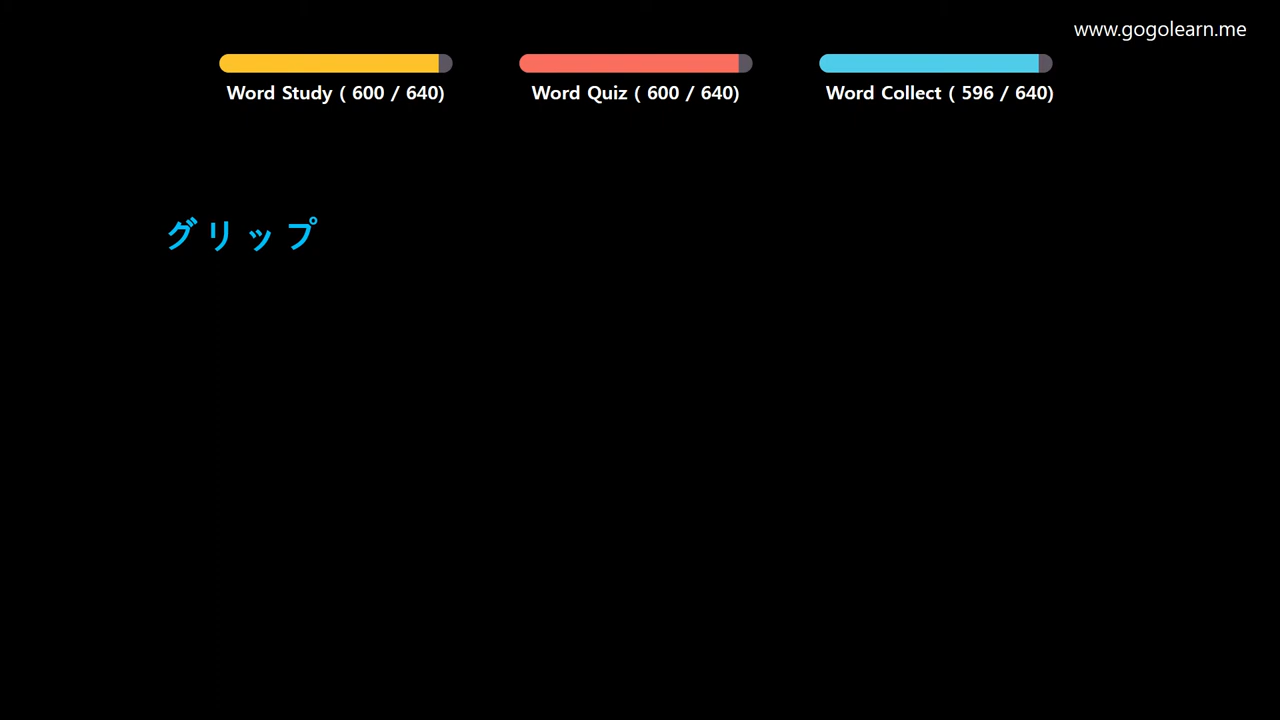 www.gogolearn.me
Word Study ( 600 / 640)
Word Quiz ( 600 / 640)
Word Collect ( 596 / 640)
グリップ